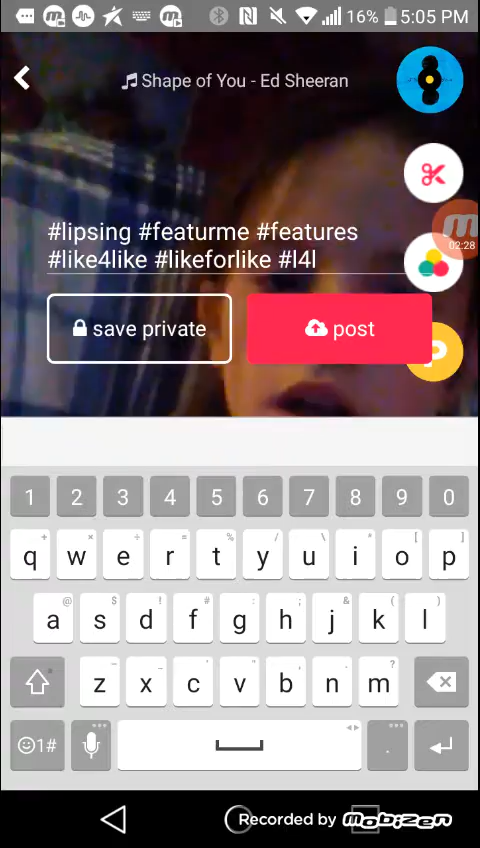 16% 5:05 PM
Shape of You - Ed Sheeran
#lipsing #featurme #features
#like4like #likeforlike #l4l
02:28
save private
post
P
1 2 3 4 5 6 7 8 9 0
+ × ÷ = % / \ * [ ]
q w e r t y u i o p
@ $ ! # : ; & ( )
a s d f g h j k l
z x c v b n m
?
1#
.
Recorded by Mobizen